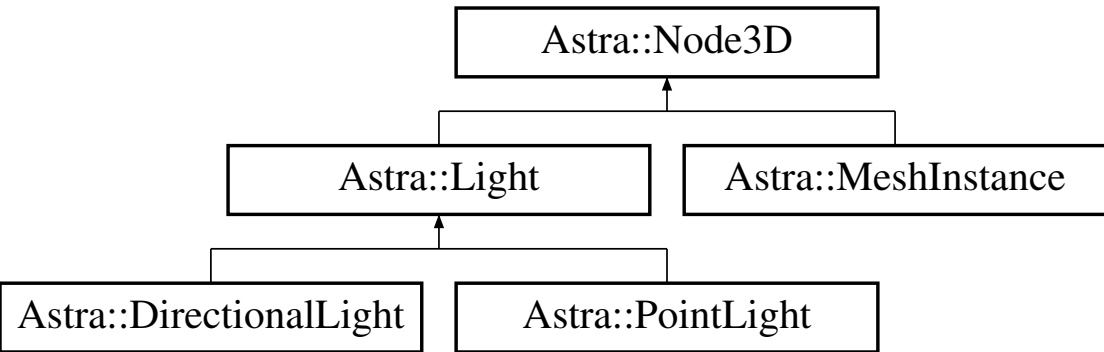 Astra::Node3D
Astra::Light
Astra::MeshInstance
Astra::DirectionalLight
Astra::PointLight